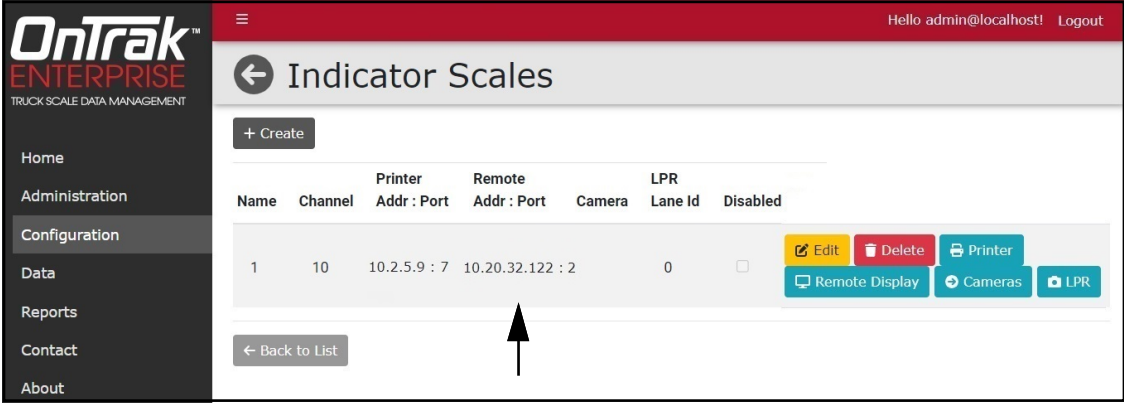 OnTrak™
ENTERPRISE
TRUCK SCALE DATA MANAGEMENT
Home
Administration
Configuration
Data
Reports
Contact
About
Hello admin@localhost! Logout
Indicator Scales
+ Create
Name Channel Printer Addr : Port Remote Addr : Port Camera LPR Lane Id Disabled
1 10 10.2.5.9 : 7 10.20.32.122 : 2 0
Edit Delete Printer
Remote Display Cameras LPR
← Back to List